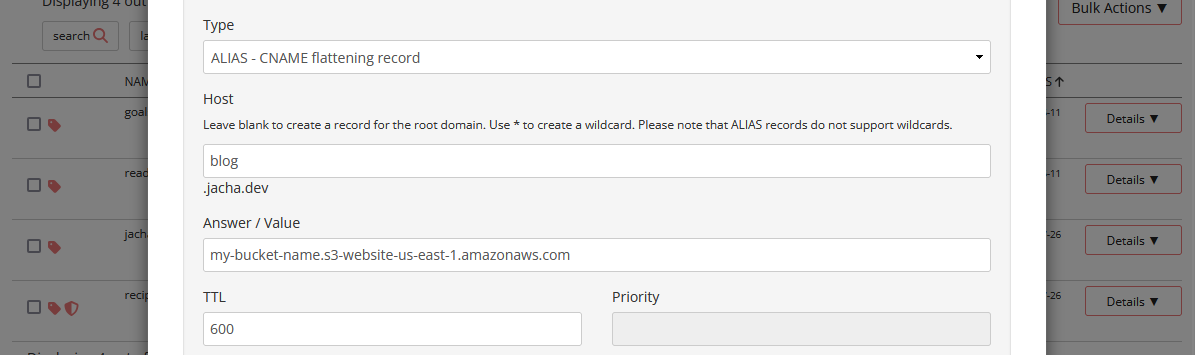 Displaying 4 out
Bulk Actions ▼
search
la
NAM
S↑
goal
-11
Details ▼
read
-11
Details ▼
jach
-26
Details ▼
recip
-26
Details ▼
Type
ALIAS - CNAME flattening record
Host
Leave blank to create a record for the root domain. Use * to create a wildcard. Please note that ALIAS records do not support wildcards.
blog
.jacha.dev
Answer / Value
my-bucket-name.s3-website-us-east-1.amazonaws.com
TTL
Priority
600